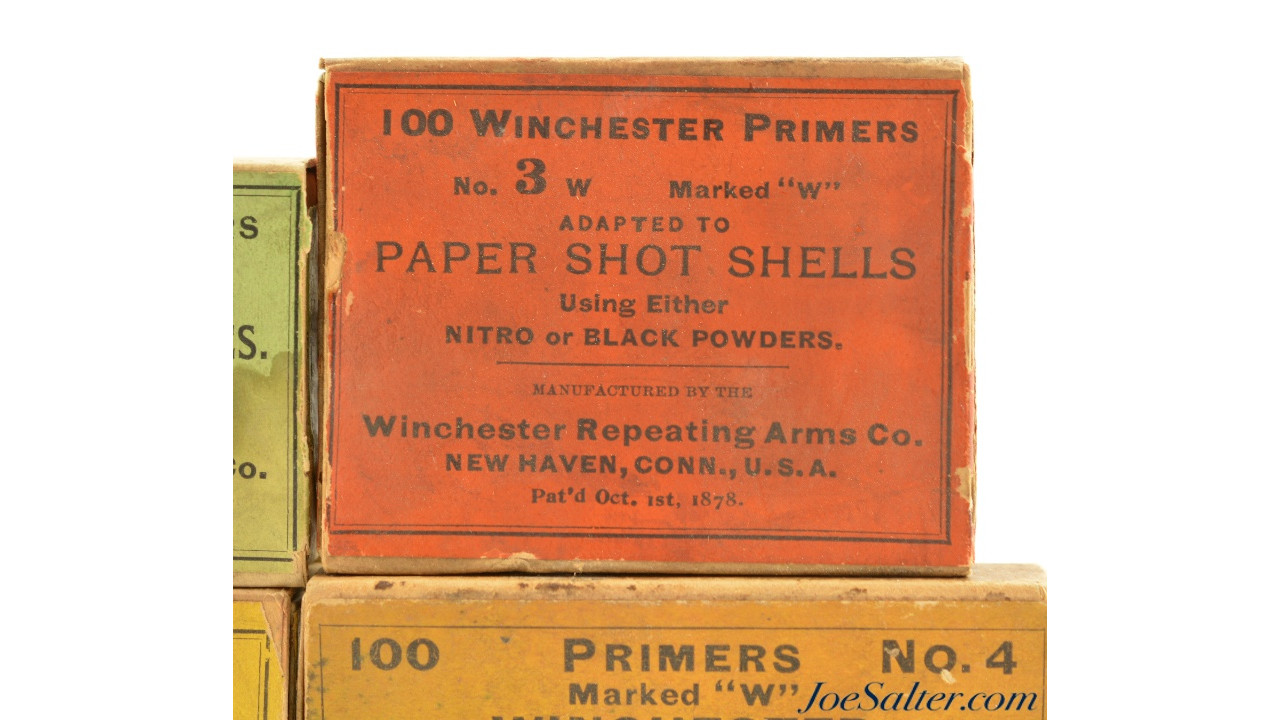 100 WINCHESTER PRIMERS
No. 3 W Marked "W"
ADAPTED TO
PAPER SHOT SHELLS
Using Either
NITRO or BLACK POWDERS.
MANUFACTURED BY THE
Winchester Repeating Arms Co.
NEW HAVEN, CONN., U.S.A.
Pat'd Oct. 1st, 1878.
S.
Co.
100 PRIMERS No. 4
Marked "W"
WINCHESTER
JoeSalter.com